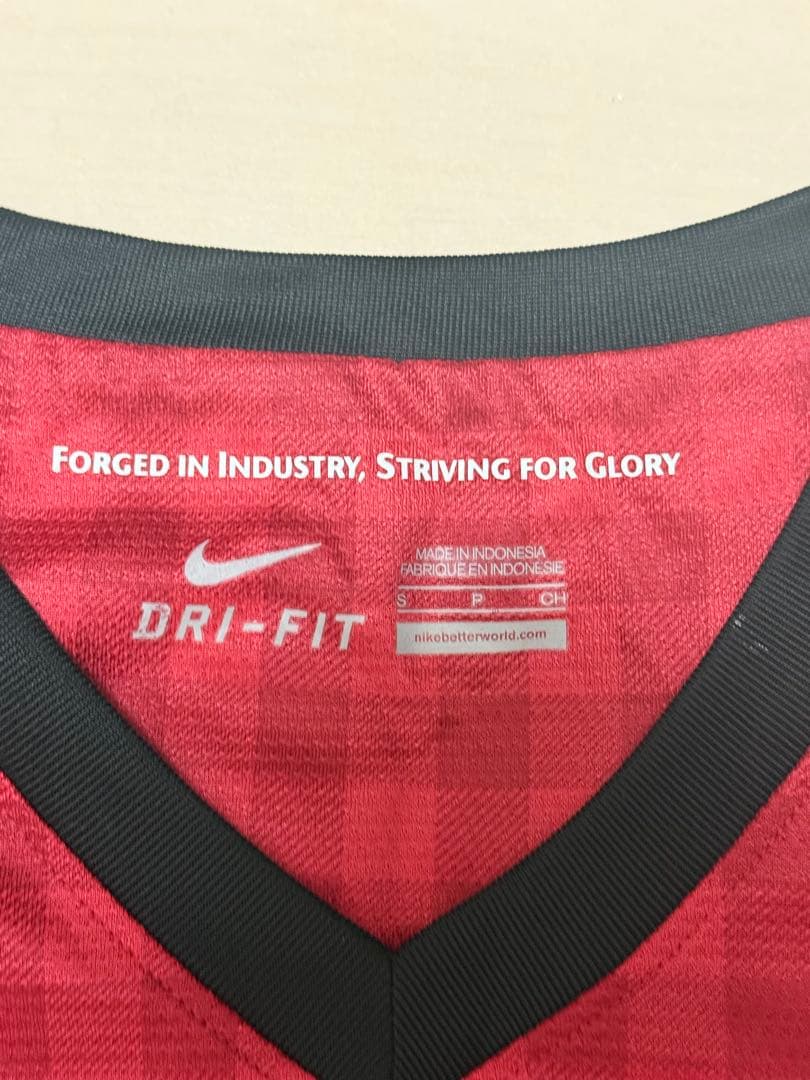 FORGED IN INDUSTRY, STRIVING FOR GLORY
DRI-FIT
MADE IN INDONESIA
FABRIQUE EN INDONESIE
S P CH
nikebetterworld.com